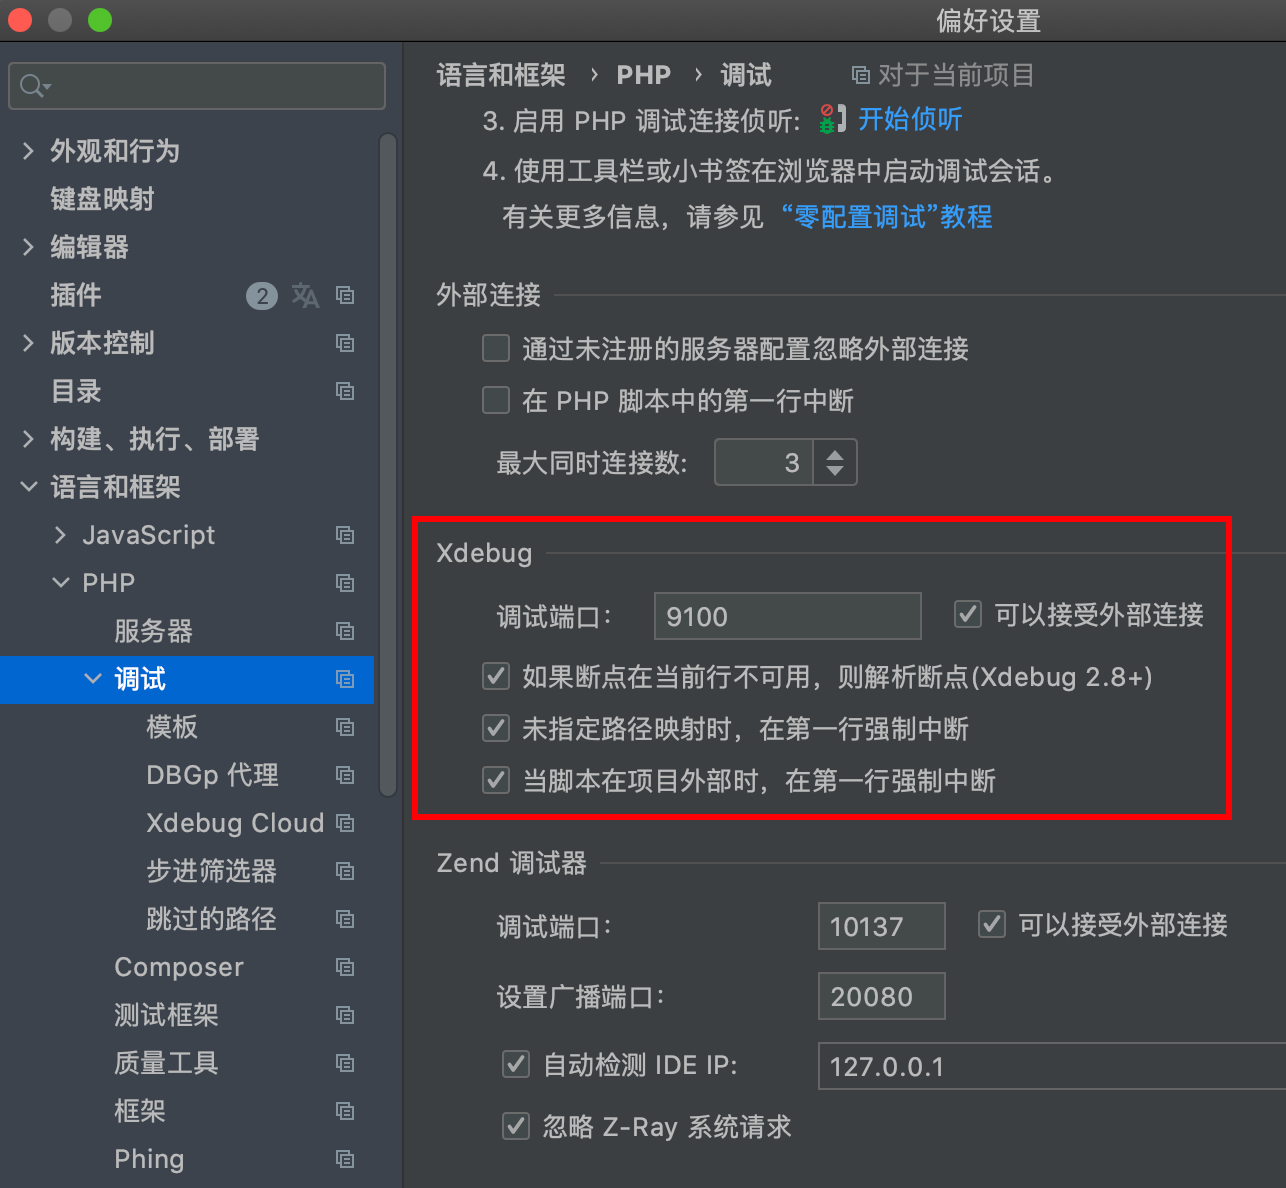 偏好设置
外观和行为
键盘映射
编辑器
插件 2
版本控制
目录
构建、执行、部署
语言和框架
JavaScript
PHP
服务器
调试
模板
DBGp 代理
Xdebug Cloud
步进筛选器
跳过的路径
Composer
测试框架
质量工具
框架
Phing
语言和框架 › PHP › 调试 对于当前项目
3. 启用 PHP 调试连接侦听: 开始侦听
4. 使用工具栏或小书签在浏览器中启动调试会话。
有关更多信息，请参见 “零配置调试”教程
外部连接
通过未注册的服务器配置忽略外部连接
在 PHP 脚本中的第一行中断
最大同时连接数: 3
Xdebug
调试端口: 9100 可以接受外部连接
如果断点在当前行不可用，则解析断点(Xdebug 2.8+)
未指定路径映射时，在第一行强制中断
当脚本在项目外部时，在第一行强制中断
Zend 调试器
调试端口: 10137 可以接受外部连接
设置广播端口: 20080
自动检测 IDE IP: 127.0.0.1
忽略 Z-Ray 系统请求